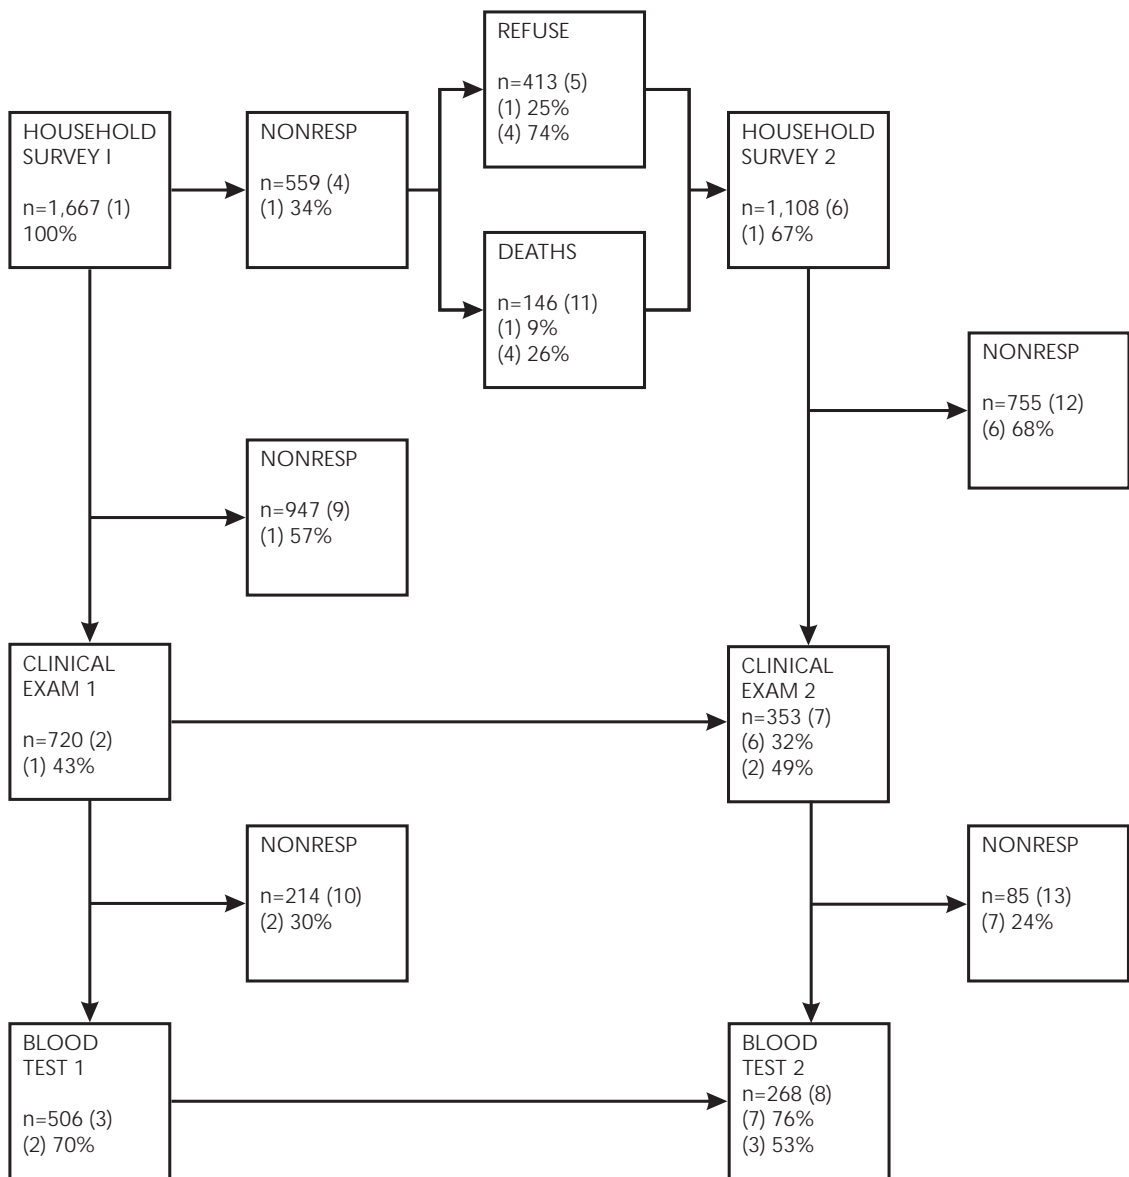 REFUSE
n=413 (5)
(1) 25%
(4) 74%
HOUSEHOLD
SURVEY I
n=1,667 (1)
100%
NONRESP
n=559 (4)
(1) 34%
HOUSEHOLD
SURVEY 2
n=1,108 (6)
(1) 67%
DEATHS
n=146 (11)
(1) 9%
(4) 26%
NONRESP
n=755 (12)
(6) 68%
NONRESP
n=947 (9)
(1) 57%
CLINICAL
EXAM 1
n=720 (2)
(1) 43%
CLINICAL
EXAM 2
n=353 (7)
(6) 32%
(2) 49%
NONRESP
n=214 (10)
(2) 30%
NONRESP
n=85 (13)
(7) 24%
BLOOD
TEST 1
n=506 (3)
(2) 70%
BLOOD
TEST 2
n=268 (8)
(7) 76%
(3) 53%